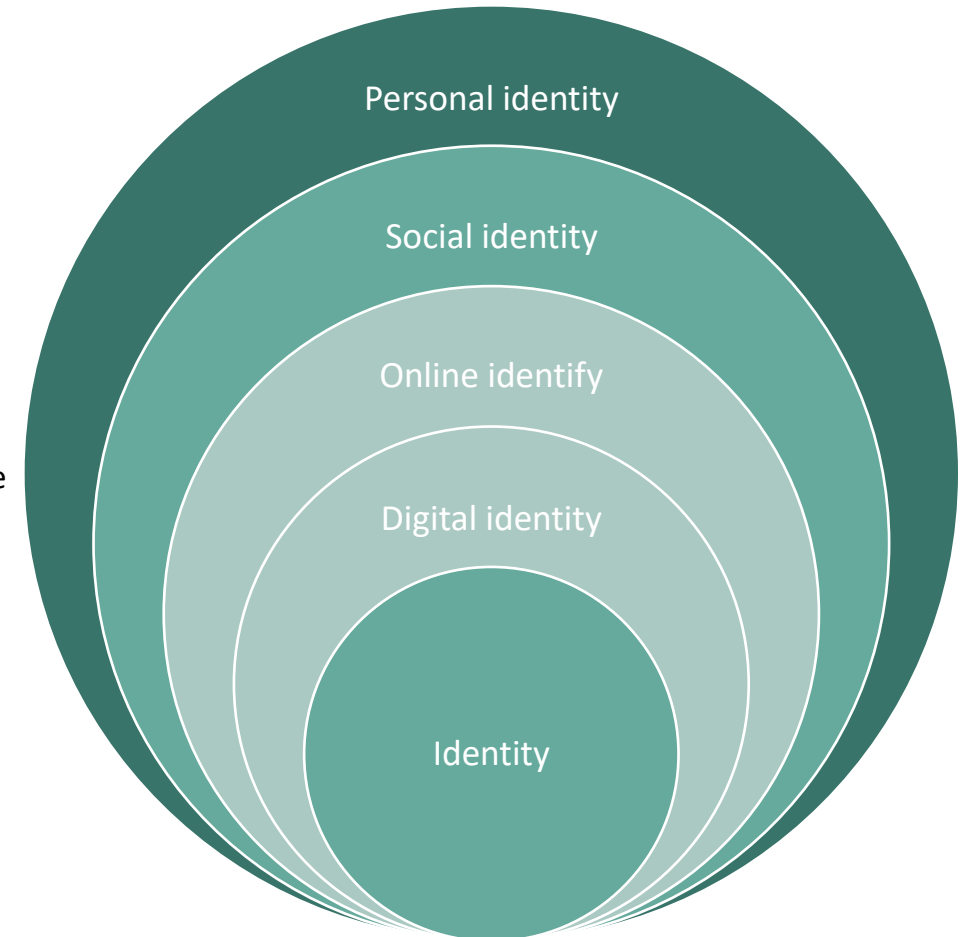 Personal identity
Social identity
Online identify
e
Digital identity
Identity